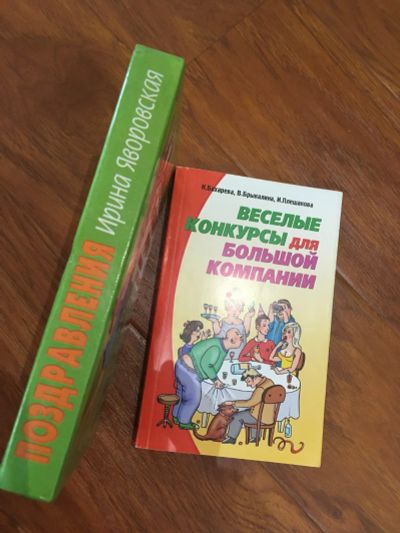 ПОЗДРАВЛЕНИЯ Ирина Яворовская
Н.Бахарева, В.Брыкалина, И.Плешакова
ВЕСЕЛЫЕ
КОНКУРСЫ для
БОЛЬШОЙ
КОМПАНИИ